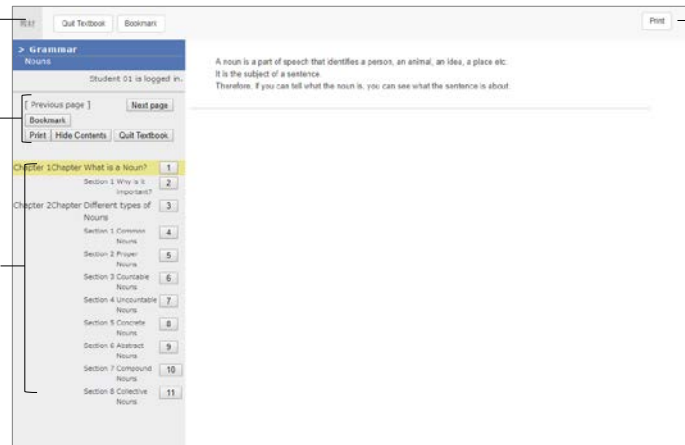 教材 Quit Textbook Bookmark Print
> Grammar
Nouns
Student 01 is logged in.
[ Previous page ] Next page
Bookmark
Print Hide Contents Quit Textbook
Chapter 1Chapter What is a Noun? 1
Section 1 Why is it important? 2
Chapter 2Chapter Different types of Nouns 3
Section 1 Common Nouns 4
Section 2 Proper Nouns 5
Section 3 Countable Nouns 6
Section 4 Uncountable Nouns 7
Section 5 Concrete Nouns 8
Section 6 Abstract Nouns 9
Section 7 Compound Nouns 10
Section 8 Collective Nouns 11
A noun is a part of speech that identifies a person, an animal, an idea, a place etc.
It is the subject of a sentence.
Therefore, if you can tell what the noun is, you can see what the sentence is about.